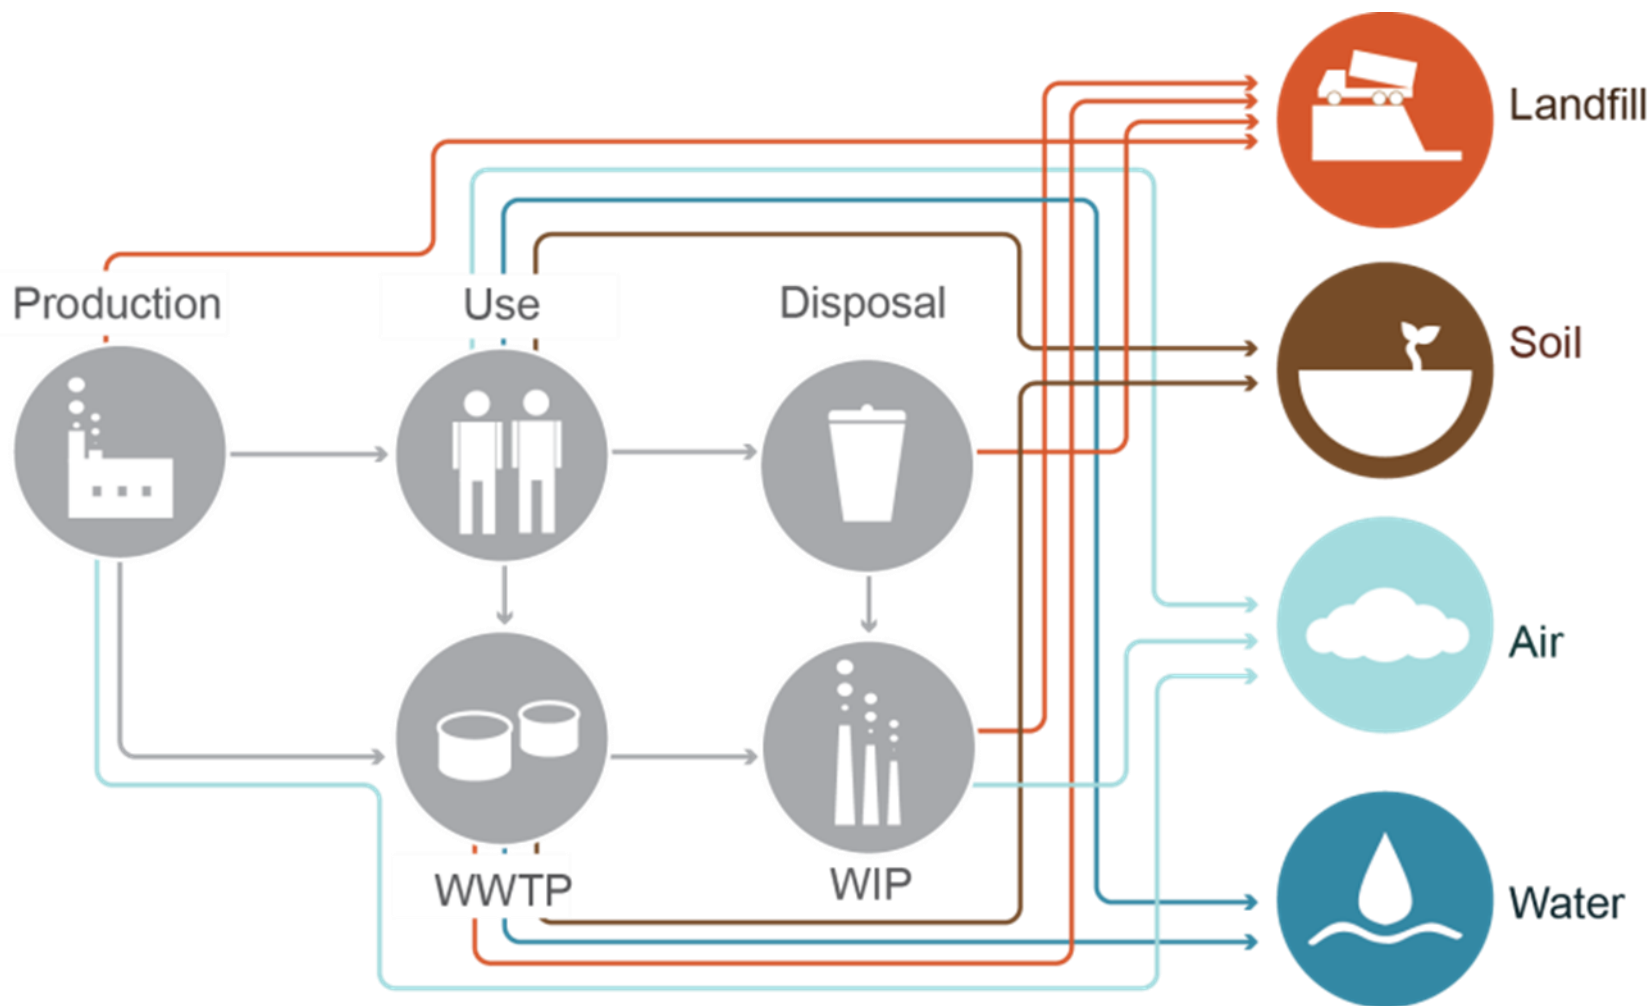 Landfill
Production
Use
Disposal
Soil
Air
WWTP
WIP
Water